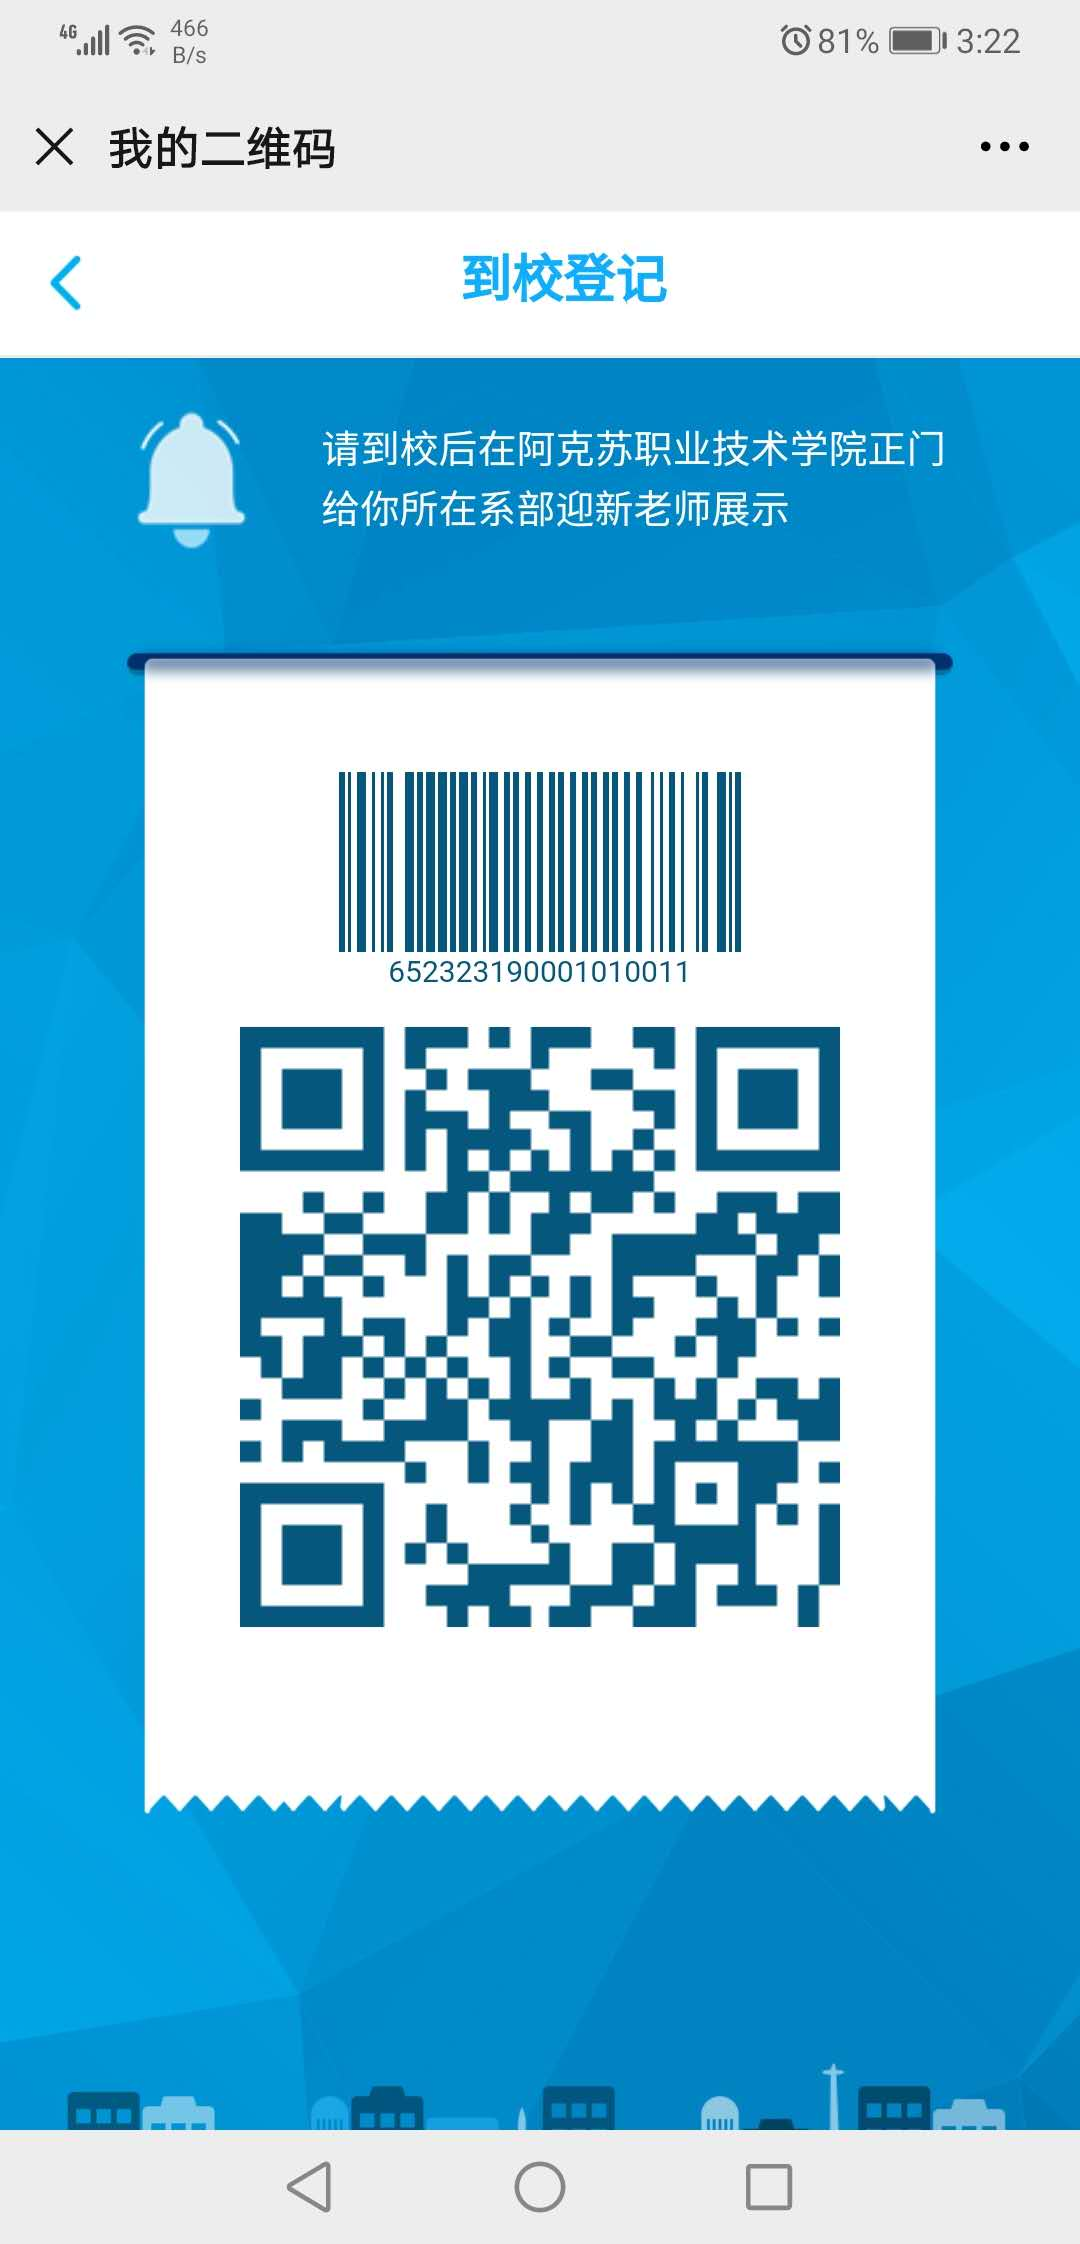 4G 466 B/s 81% 3:22
我的二维码
到校登记
请到校后在阿克苏职业技术学院正门
给你所在系部迎新老师展示
652323190001010011